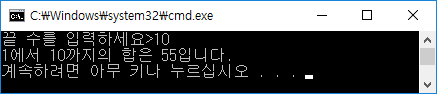 C:\Windows\system32\cmd.exe
끝 수를 입력하세요>10
1에서 10까지의 합은 55입니다.
계속하려면 아무 키나 누르십시오 . . .